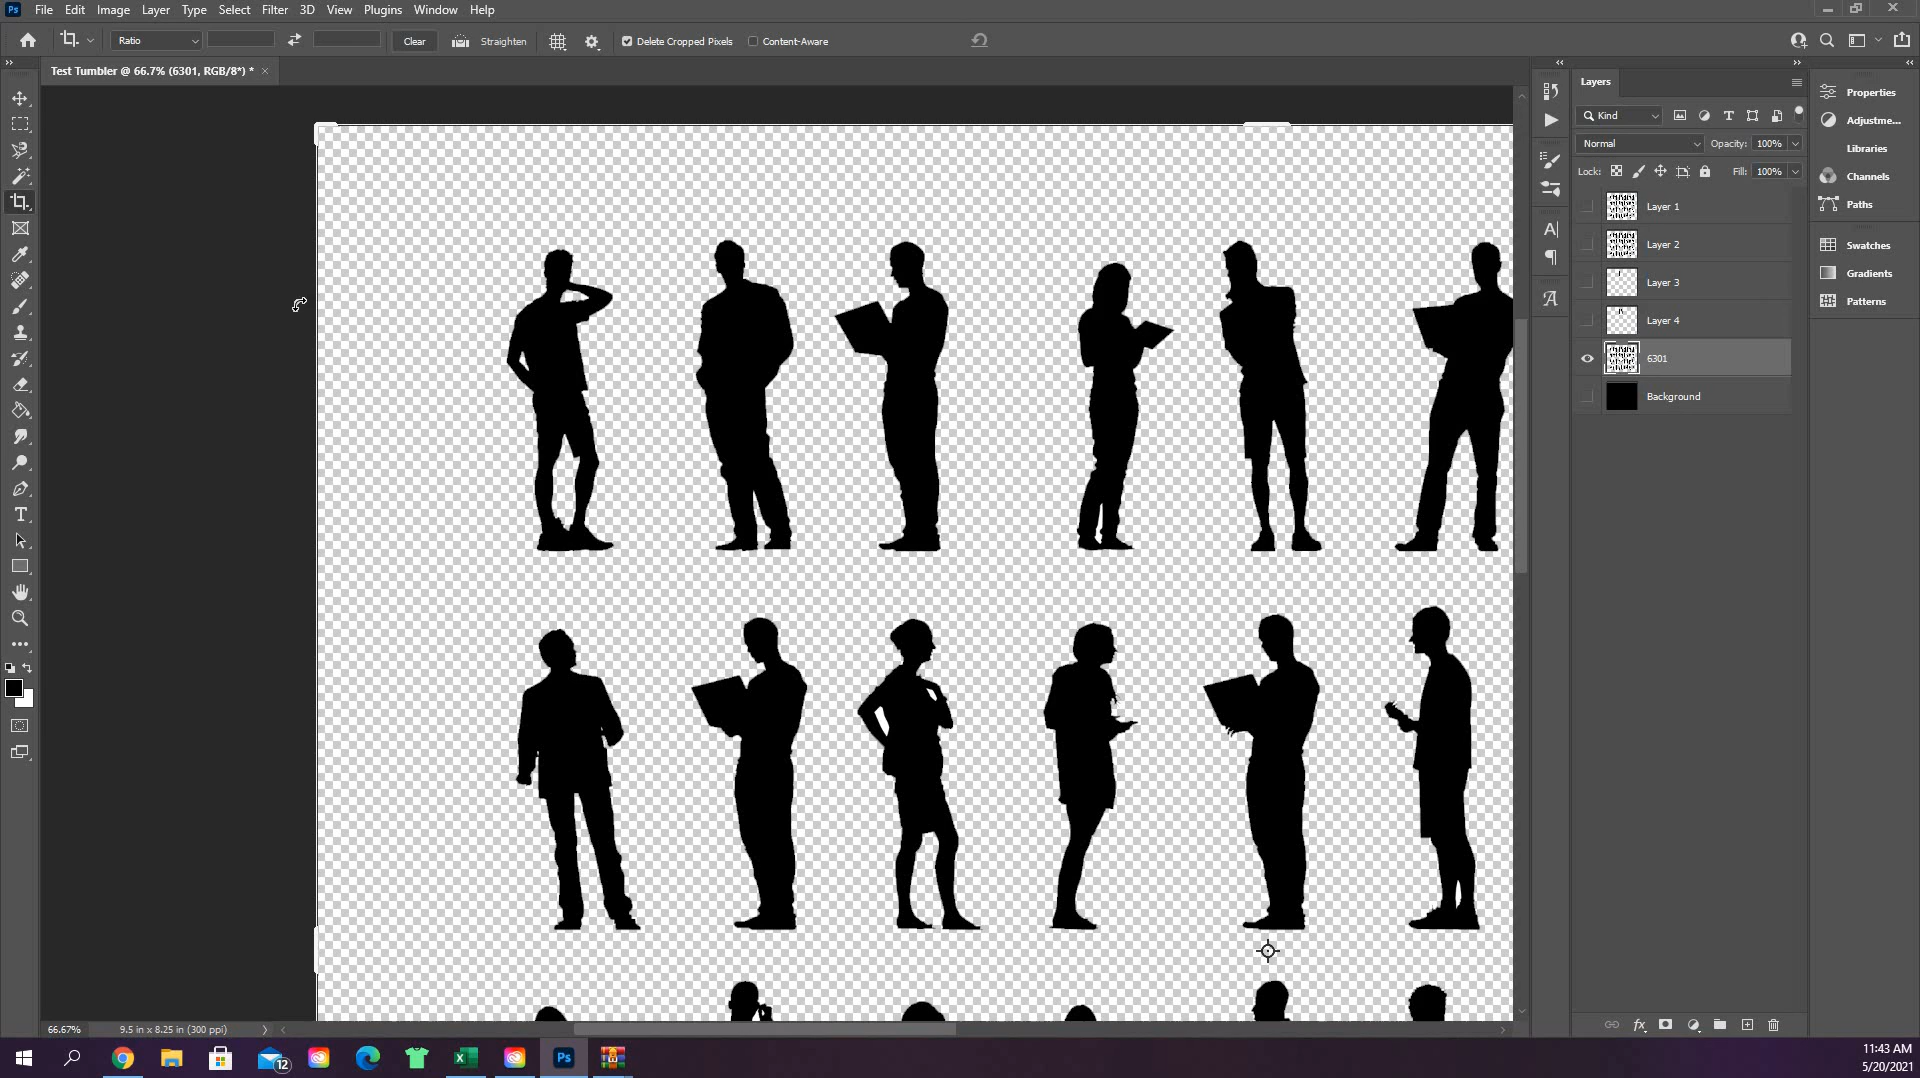 Ps File Edit Image Layer Type Select Filter 3D View Plugins Window Help
Ratio Clear Straighten Delete Cropped Pixels Content-Aware
Test Tumbler @ 66.7% (6301, RGB/8*) * ×
Layers
Kind
Normal Opacity: 100%
Lock: Fill: 100%
Layer 1
Layer 2
Layer 3
Layer 4
6301
Background
Properties
Adjustme...
Libraries
Channels
Paths
Swatches
Gradients
Patterns
66.67% 9.5 in x 8.25 in (300 ppi)
12
Ps
11:43 AM
5/20/2021